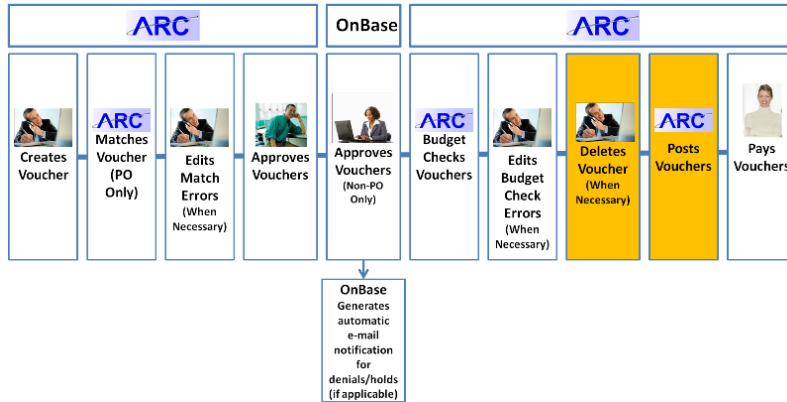 ARC
OnBase
ARC
Creates
Voucher
ARC
Matches
Voucher
(PO
Only)
Edits
Match
Errors
(When
Necessary)
Approves
Vouchers
Approves
Vouchers
(Non-PO
Only)
ARC
Budget
Checks
Vouchers
Edits
Budget
Check
Errors
(When
Necessary)
Deletes
Voucher
(When
Necessary)
ARC
Posts
Vouchers
Pays
Vouchers
OnBase
Generates
automatic
e-mail
notification
for
denials/holds
(if applicable)